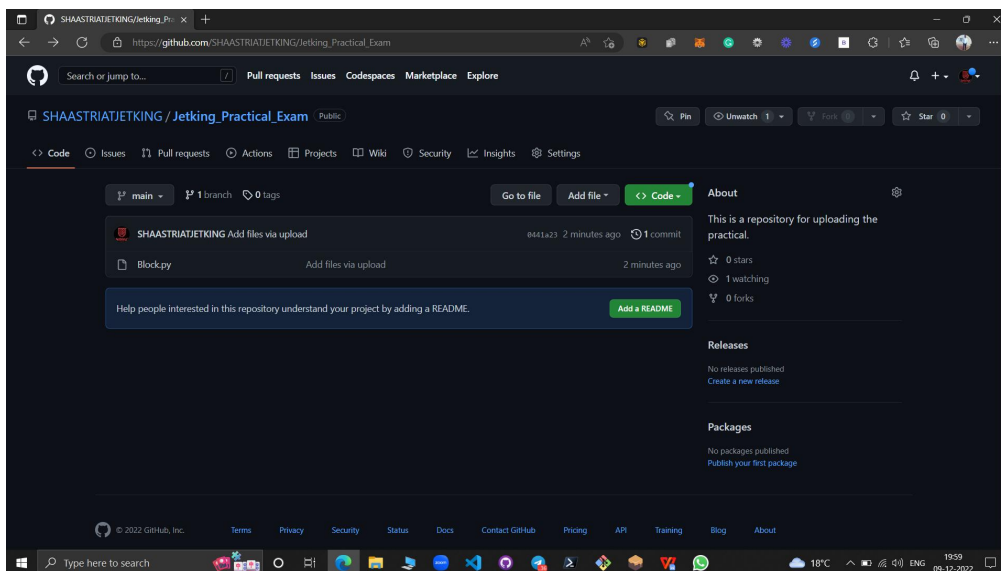 SHAASTRIATJETKING/Jetking_Pra
https://github.com/SHAASTRIATJETKING/Jetking_Practical_Exam
Search or jump to... / Pull requests Issues Codespaces Marketplace Explore
SHAASTRIATJETKING / Jetking_Practical_Exam Public Pin Unwatch 1 Fork 0 Star 0
Code Issues Pull requests Actions Projects Wiki Security Insights Settings
main 1 branch 0 tags Go to file Add file Code
SHAASTRIATJETKING Add files via upload 0441a23 2 minutes ago 1 commit
Block.py Add files via upload 2 minutes ago
Help people interested in this repository understand your project by adding a README. Add a README
About
This is a repository for uploading the
practical.
0 stars
1 watching
0 forks
Releases
No releases published
Create a new release
Packages
No packages published
Publish your first package
© 2022 GitHub, Inc. Terms Privacy Security Status Docs Contact GitHub Pricing API Training Blog About
Type here to search 18°C ENG 19:59
09-12-2022